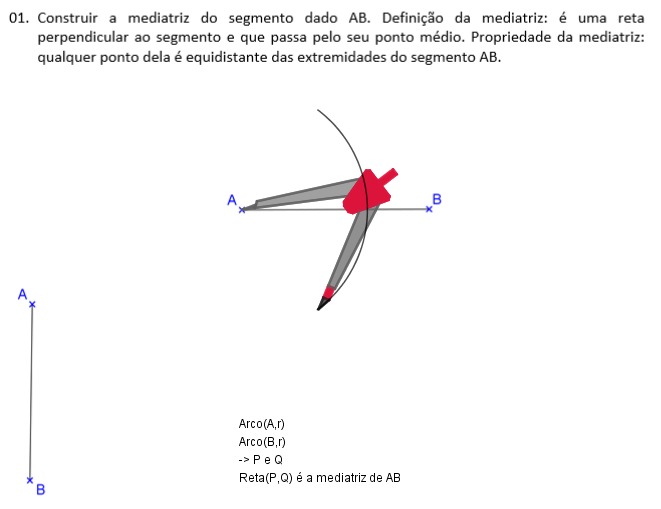 01. Construir a mediatriz do segmento dado AB. Definição da mediatriz: é uma reta
perpendicular ao segmento e que passa pelo seu ponto médio. Propriedade da mediatriz:
qualquer ponto dela é equidistante das extremidades do segmento AB.
A
B
A
B
Arco(A,r)
Arco(B,r)
-> P e Q
Reta(P,Q) é a mediatriz de AB